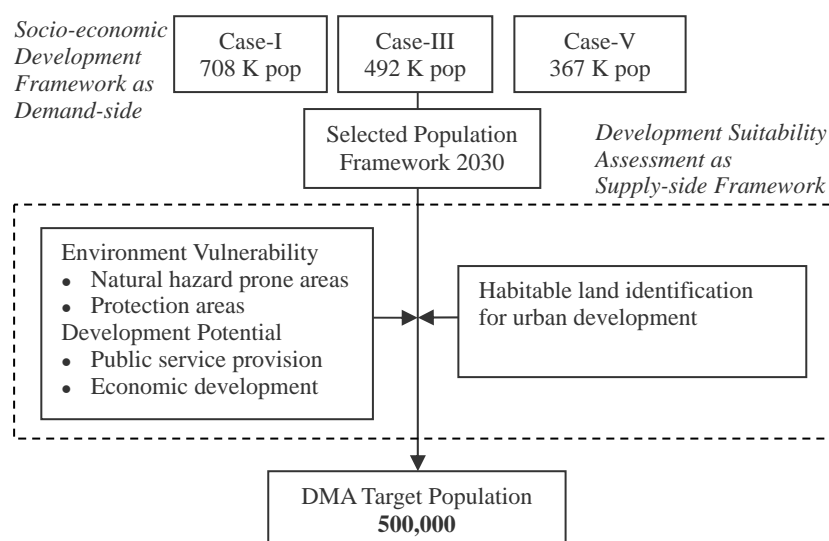 Socio-economic
Development
Framework as
Demand-side
Case-I
708 K pop
Case-III
492 K pop
Case-V
367 K pop
Selected Population
Framework 2030
Development Suitability
Assessment as
Supply-side Framework
Environment Vulnerability
• Natural hazard prone areas
• Protection areas
Development Potential
• Public service provision
• Economic development
Habitable land identification
for urban development
DMA Target Population
500,000